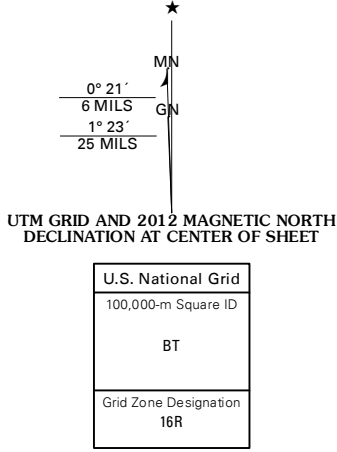 MN
0° 21´
6 MILS
GN
1° 23´
25 MILS
UTM GRID AND 2012 MAGNETIC NORTH
DECLINATION AT CENTER OF SHEET
U.S. National Grid
100,000-m Square ID
BT
Grid Zone Designation
16R